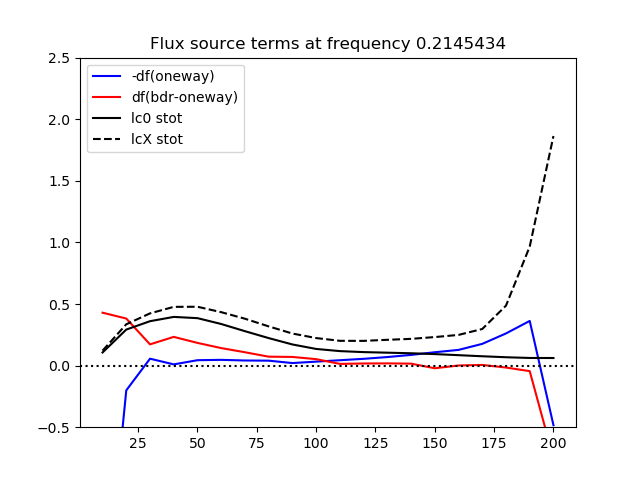 Flux source terms at frequency 0.2145434
-df(oneway)
df(bdr-oneway)
lc0 stot
lcX stot
2.5
2.0
1.5
1.0
0.5
0.0
−0.5
25 50 75 100 125 150 175 200